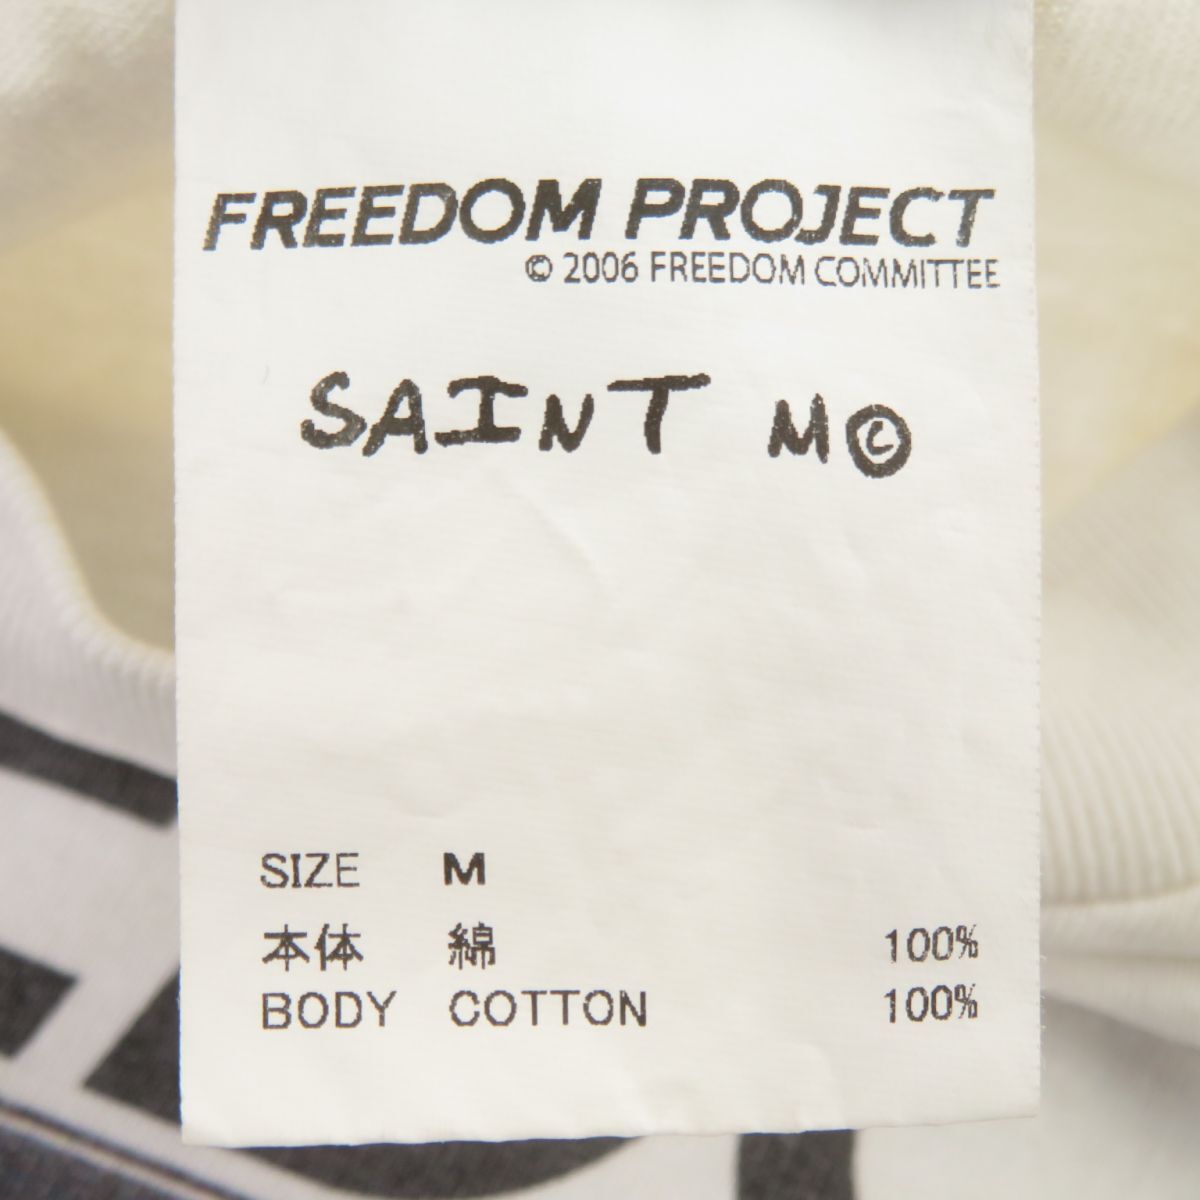 FREEDOM PROJECT
© 2006 FREEDOM COMMITTEE
SAINT M©
SIZE M
本体 綿 100%
BODY COTTON 100%